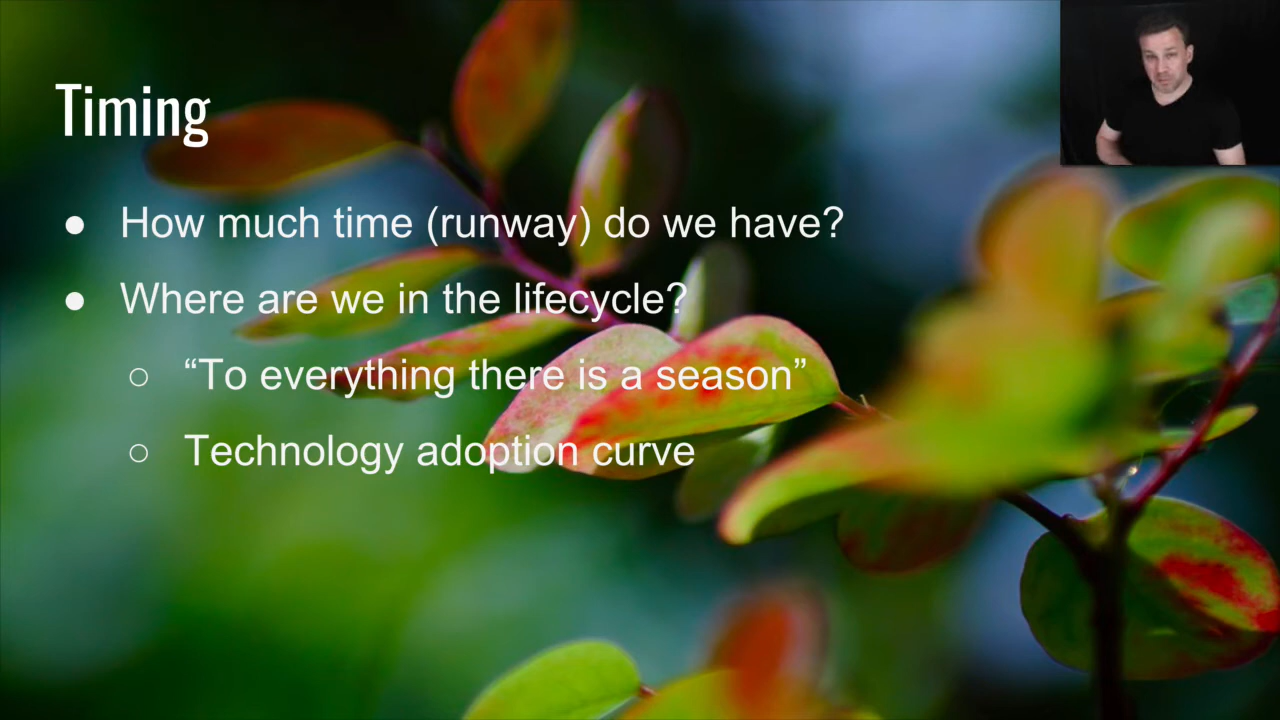 Timing
● How much time (runway) do we have?
● Where are we in the lifecycle?
○ “To everything there is a season”
○ Technology adoption curve